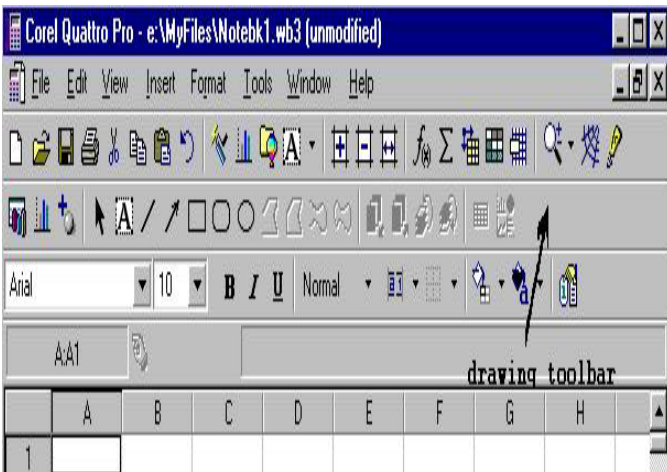 Corel Quattro Pro - e:\MyFiles\Notebk1.wb3 (unmodified)
File Edit View Insert Format Tools Window Help
Arial 10 B I U Normal
A:A1
drawing toolbar
A B C D E F G H
1